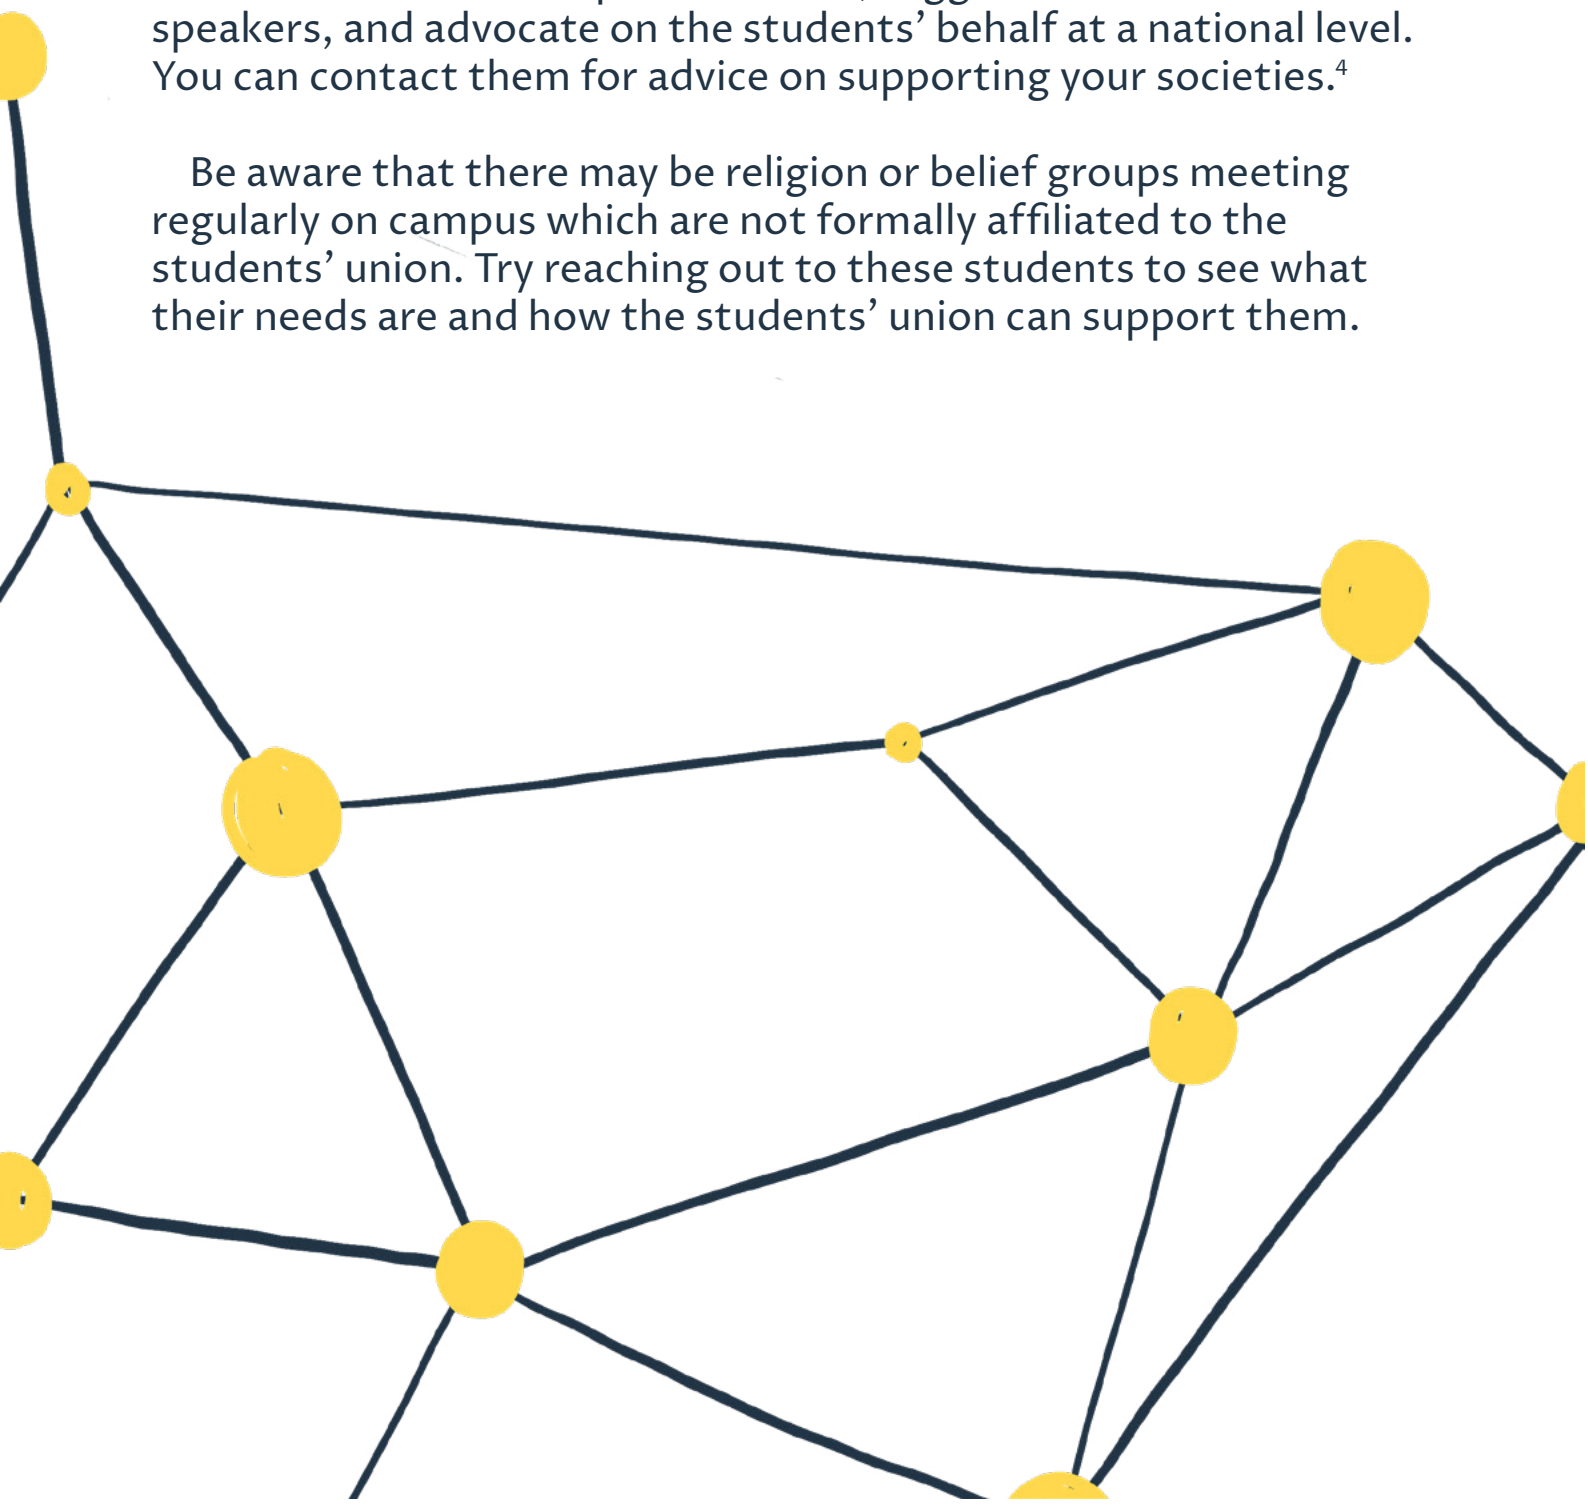 speakers, and advocate on the students’ behalf at a national level.
You can contact them for advice on supporting your societies.⁴
Be aware that there may be religion or belief groups meeting
regularly on campus which are not formally affiliated to the
students’ union. Try reaching out to these students to see what
their needs are and how the students’ union can support them.